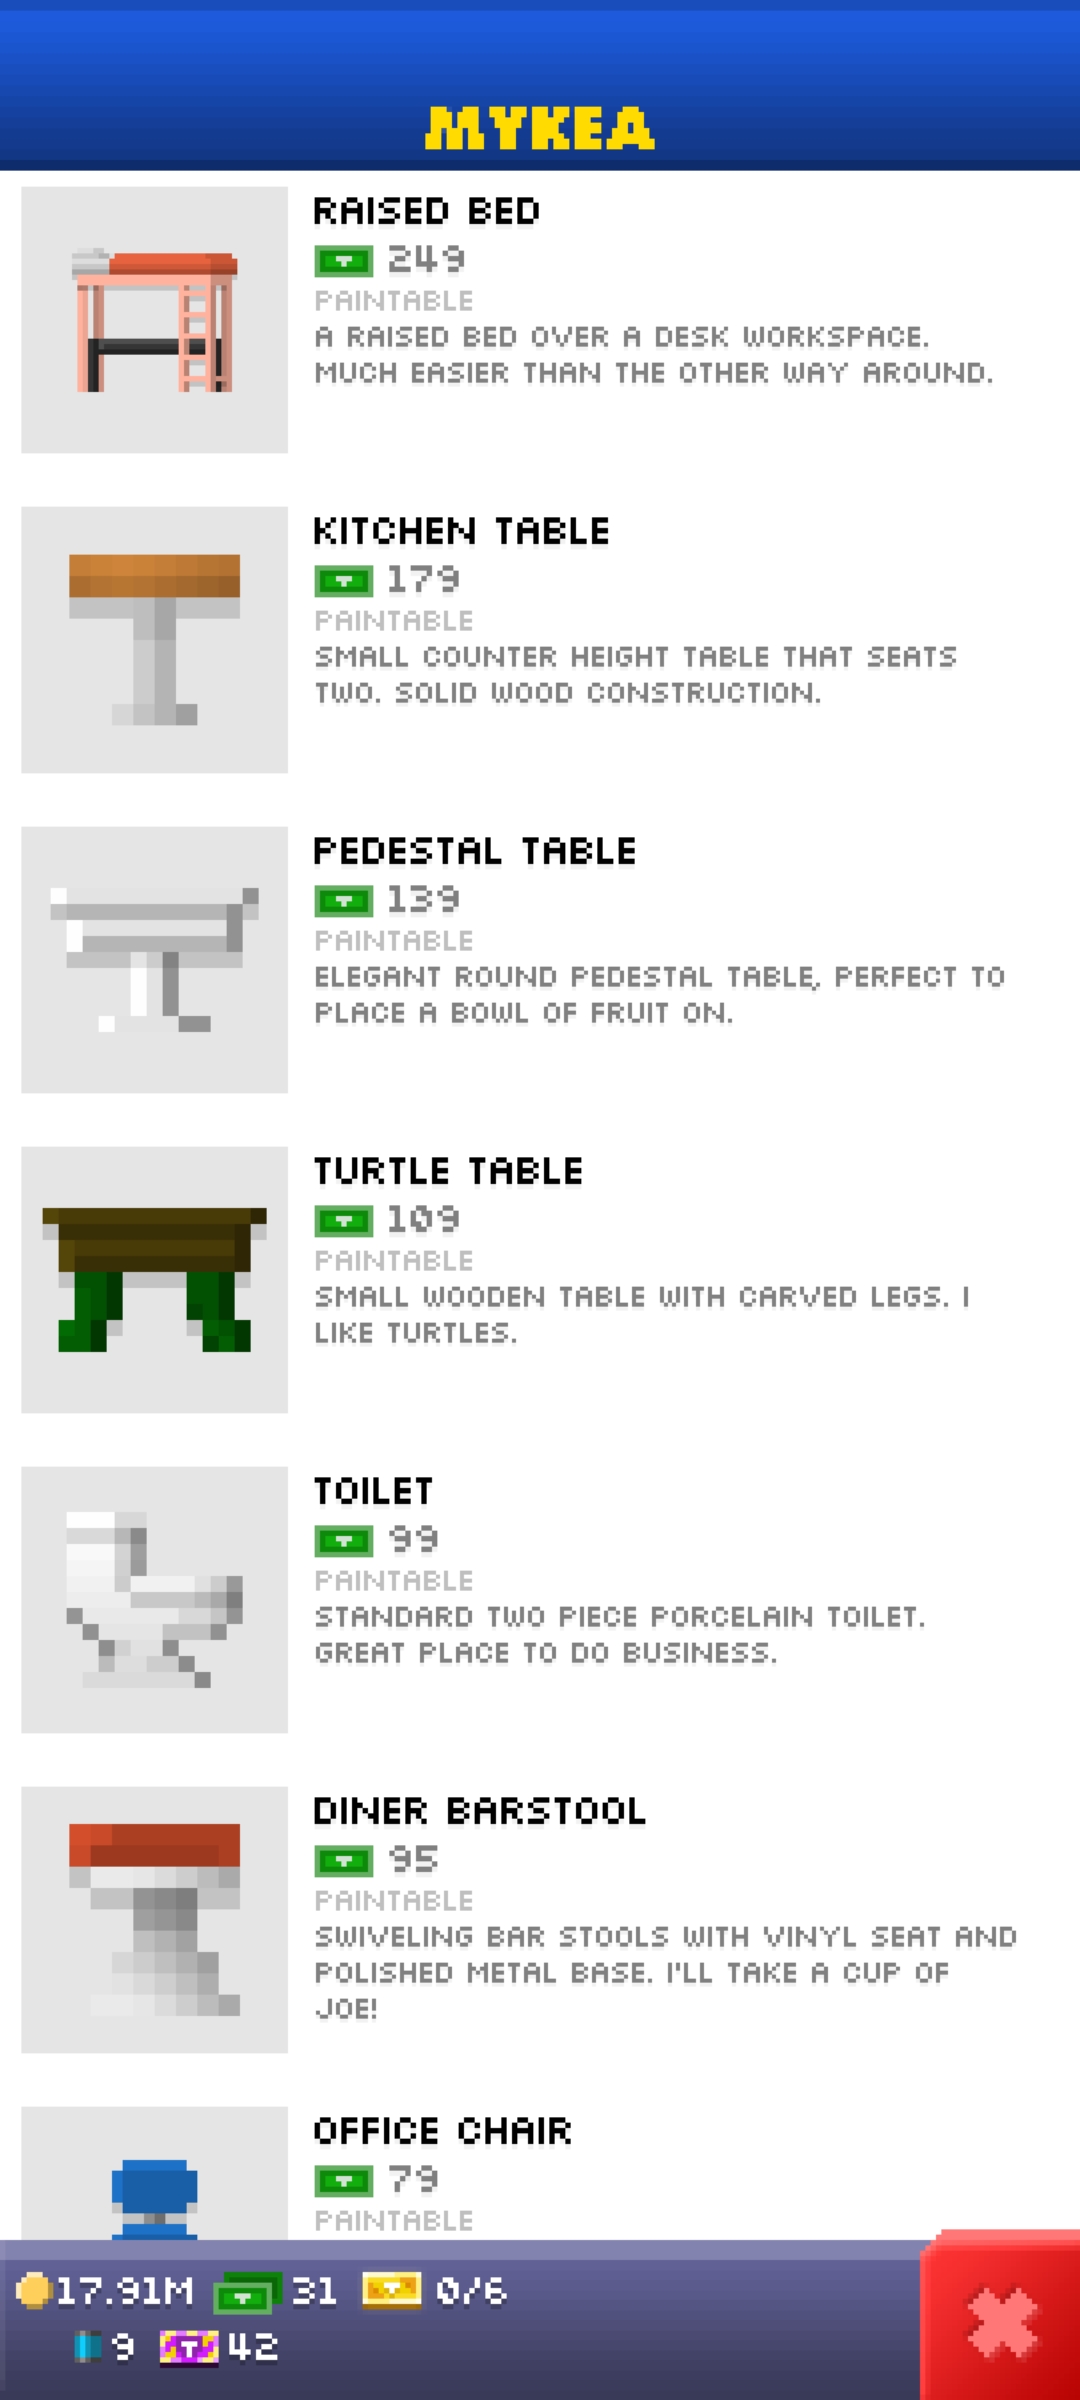 MYKEA
RAISED BED
249
PAINTABLE
A RAISED BED OVER A DESK WORKSPACE.
MUCH EASIER THAN THE OTHER WAY AROUND.
KITCHEN TABLE
179
PAINTABLE
SMALL COUNTER HEIGHT TABLE THAT SEATS
TWO. SOLID WOOD CONSTRUCTION.
PEDESTAL TABLE
139
PAINTABLE
ELEGANT ROUND PEDESTAL TABLE, PERFECT TO
PLACE A BOWL OF FRUIT ON.
TURTLE TABLE
109
PAINTABLE
SMALL WOODEN TABLE WITH CARVED LEGS. I
LIKE TURTLES.
TOILET
99
PAINTABLE
STANDARD TWO PIECE PORCELAIN TOILET.
GREAT PLACE TO DO BUSINESS.
DINER BARSTOOL
95
PAINTABLE
SWIVELING BAR STOOLS WITH VINYL SEAT AND
POLISHED METAL BASE. I'LL TAKE A CUP OF
JOE!
OFFICE CHAIR
79
PAINTABLE
17.91M 31 0/6
9 42